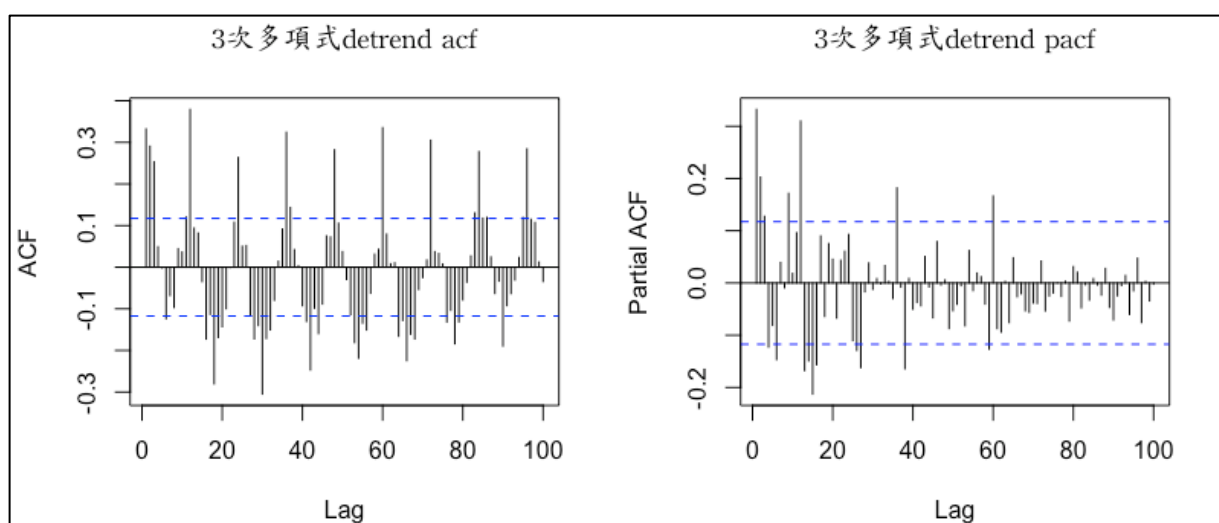 3次多項式detrend acf
3次多項式detrend pacf
ACF
0.3
0.1
-0.1
-0.3
0 20 40 60 80 100
Lag
Partial ACF
0.2
0.0
-0.2
0 20 40 60 80 100
Lag